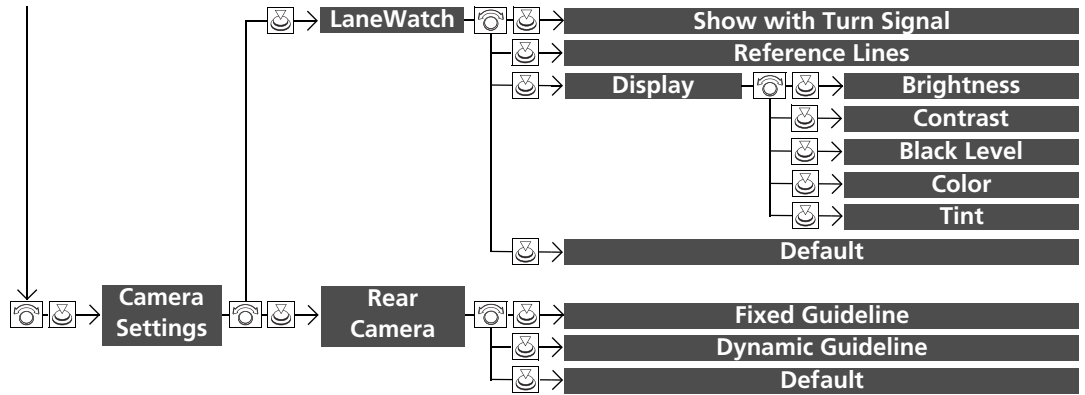 LaneWatch
Show with Turn Signal
Reference Lines
Display
Brightness
Contrast
Black Level
Color
Tint
Default
Camera
Settings
Rear
Camera
Fixed Guideline
Dynamic Guideline
Default